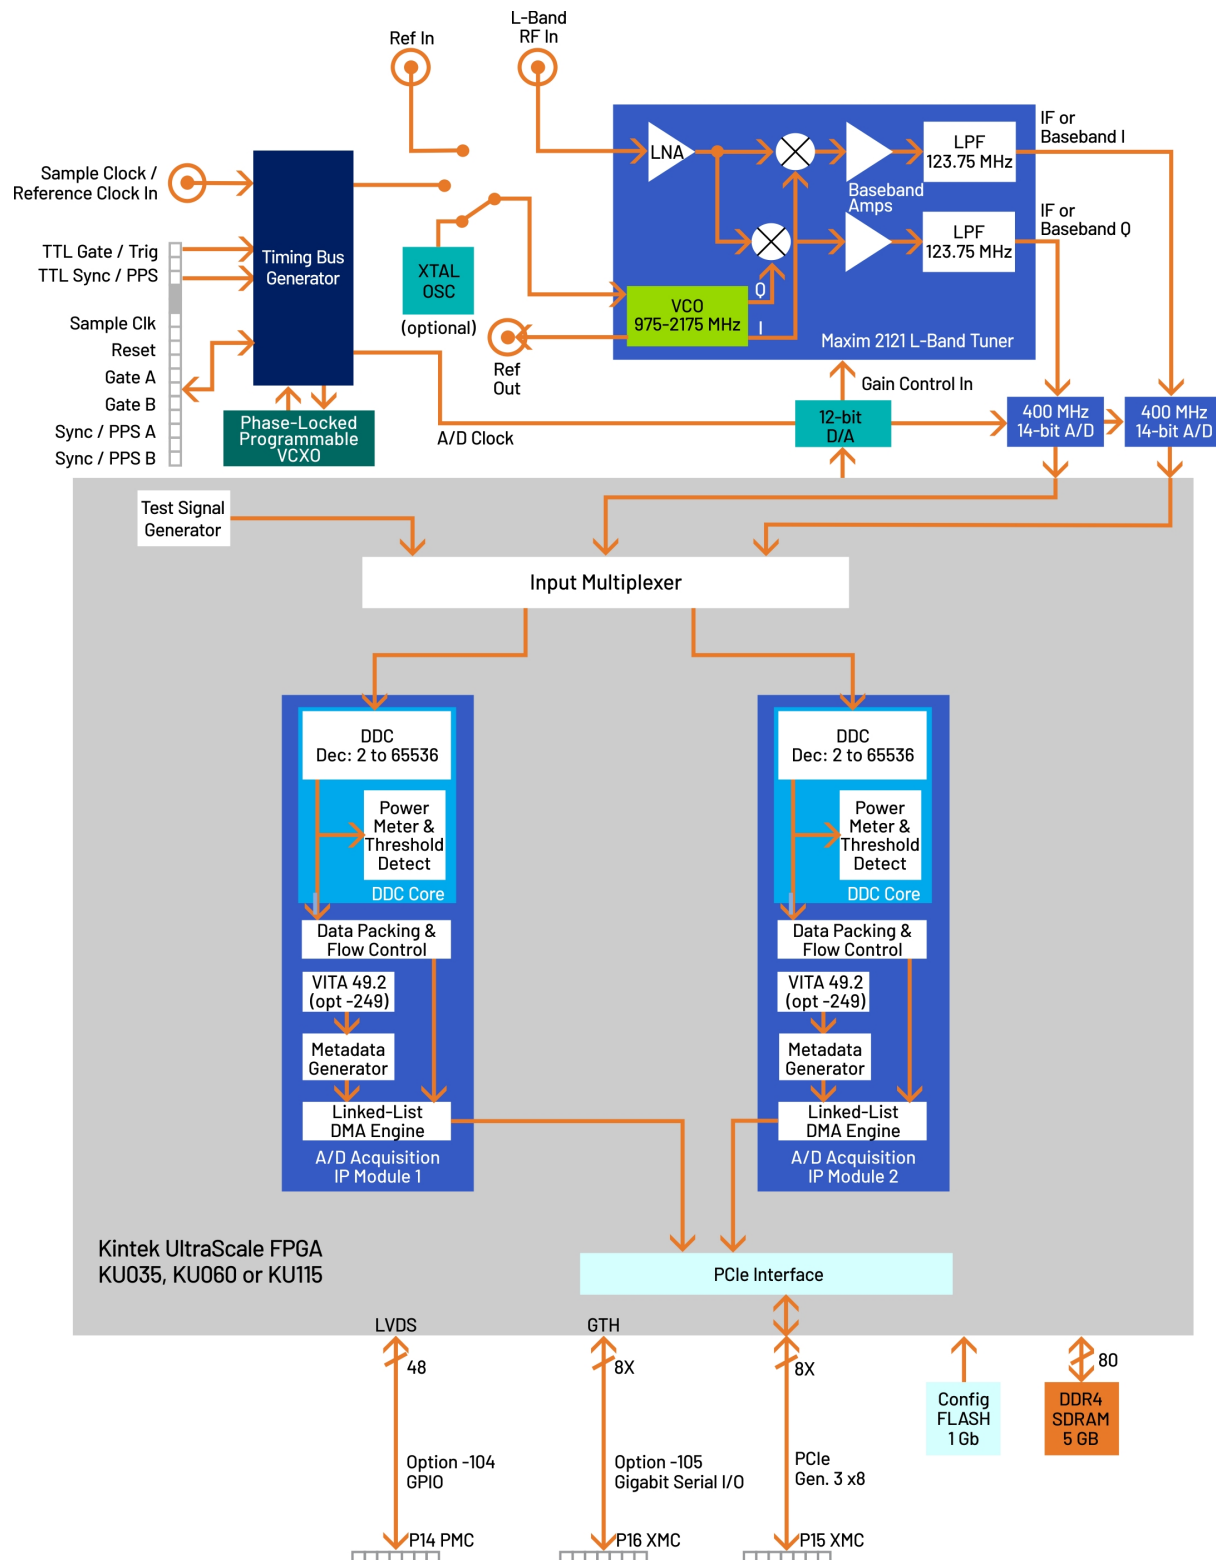 L-Band
RF In
Ref In
Sample Clock /
Reference Clock In
TTL Gate / Trig
TTL Sync / PPS
Sample Clk
Reset
Gate A
Gate B
Sync / PPS A
Sync / PPS B
Timing Bus
Generator
Phase-Locked
Programmable
VCXO
XTAL
OSC
(optional)
Ref
Out
A/D Clock
LNA
Baseband
Amps
LPF
123.75 MHz
LPF
123.75 MHz
VCO
975-2175 MHz
Q
I
Maxim 2121 L-Band Tuner
IF or
Baseband I
IF or
Baseband Q
Gain Control In
12-bit
D/A
400 MHz
14-bit A/D
400 MHz
14-bit A/D
Test Signal
Generator
Input Multiplexer
DDC
Dec: 2 to 65536
Power
Meter &
Threshold
Detect
DDC Core
Data Packing &
Flow Control
VITA 49.2
(opt -249)
Metadata
Generator
Linked-List
DMA Engine
A/D Acquisition
IP Module 1
DDC
Dec: 2 to 65536
Power
Meter &
Threshold
Detect
DDC Core
Data Packing &
Flow Control
VITA 49.2
(opt -249)
Metadata
Generator
Linked-List
DMA Engine
A/D Acquisition
IP Module 2
Kintek UltraScale FPGA
KU035, KU060 or KU115
PCIe Interface
LVDS
48
Option -104
GPIO
P14 PMC
GTH
8X
Option -105
Gigabit Serial I/O
P16 XMC
8X
PCIe
Gen. 3 x8
P15 XMC
Config
FLASH
1 Gb
80
DDR4
SDRAM
5 GB